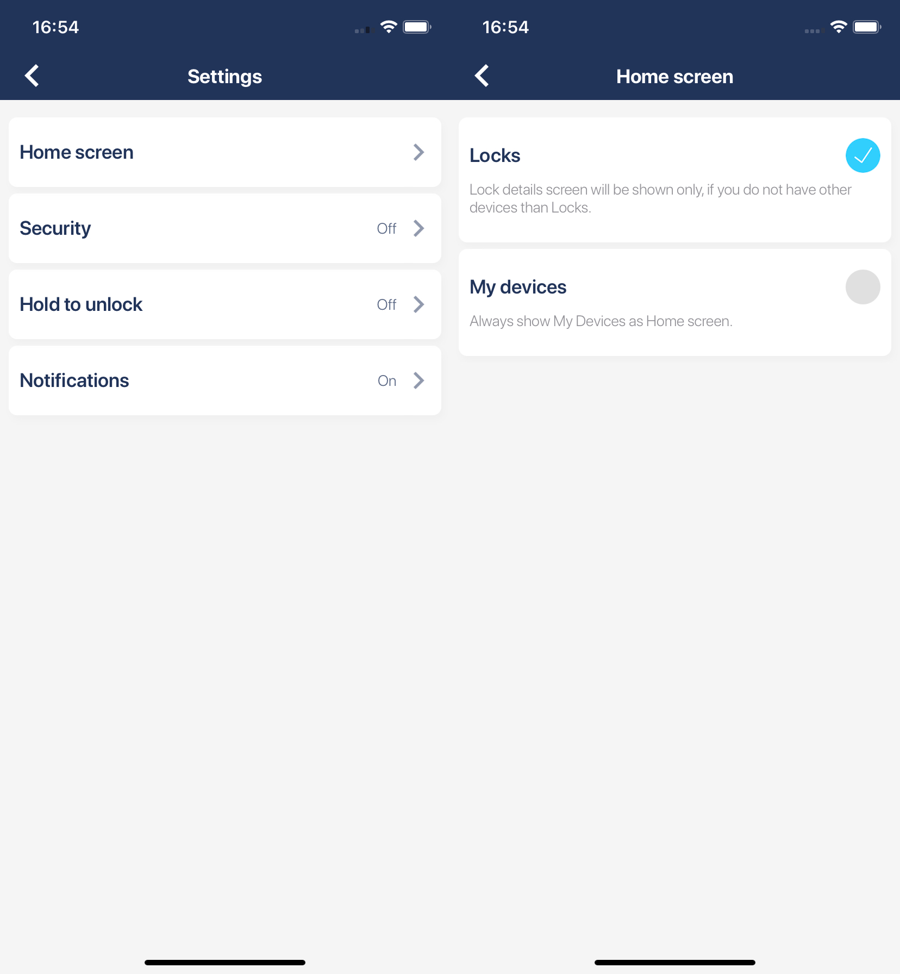 16:54
Settings
Home screen
Security
Off
Hold to unlock
Off
Notifications
On
16:54
Home screen
Locks
Lock details screen will be shown only, if you do not have other
devices than Locks.
My devices
Always show My Devices as Home screen.